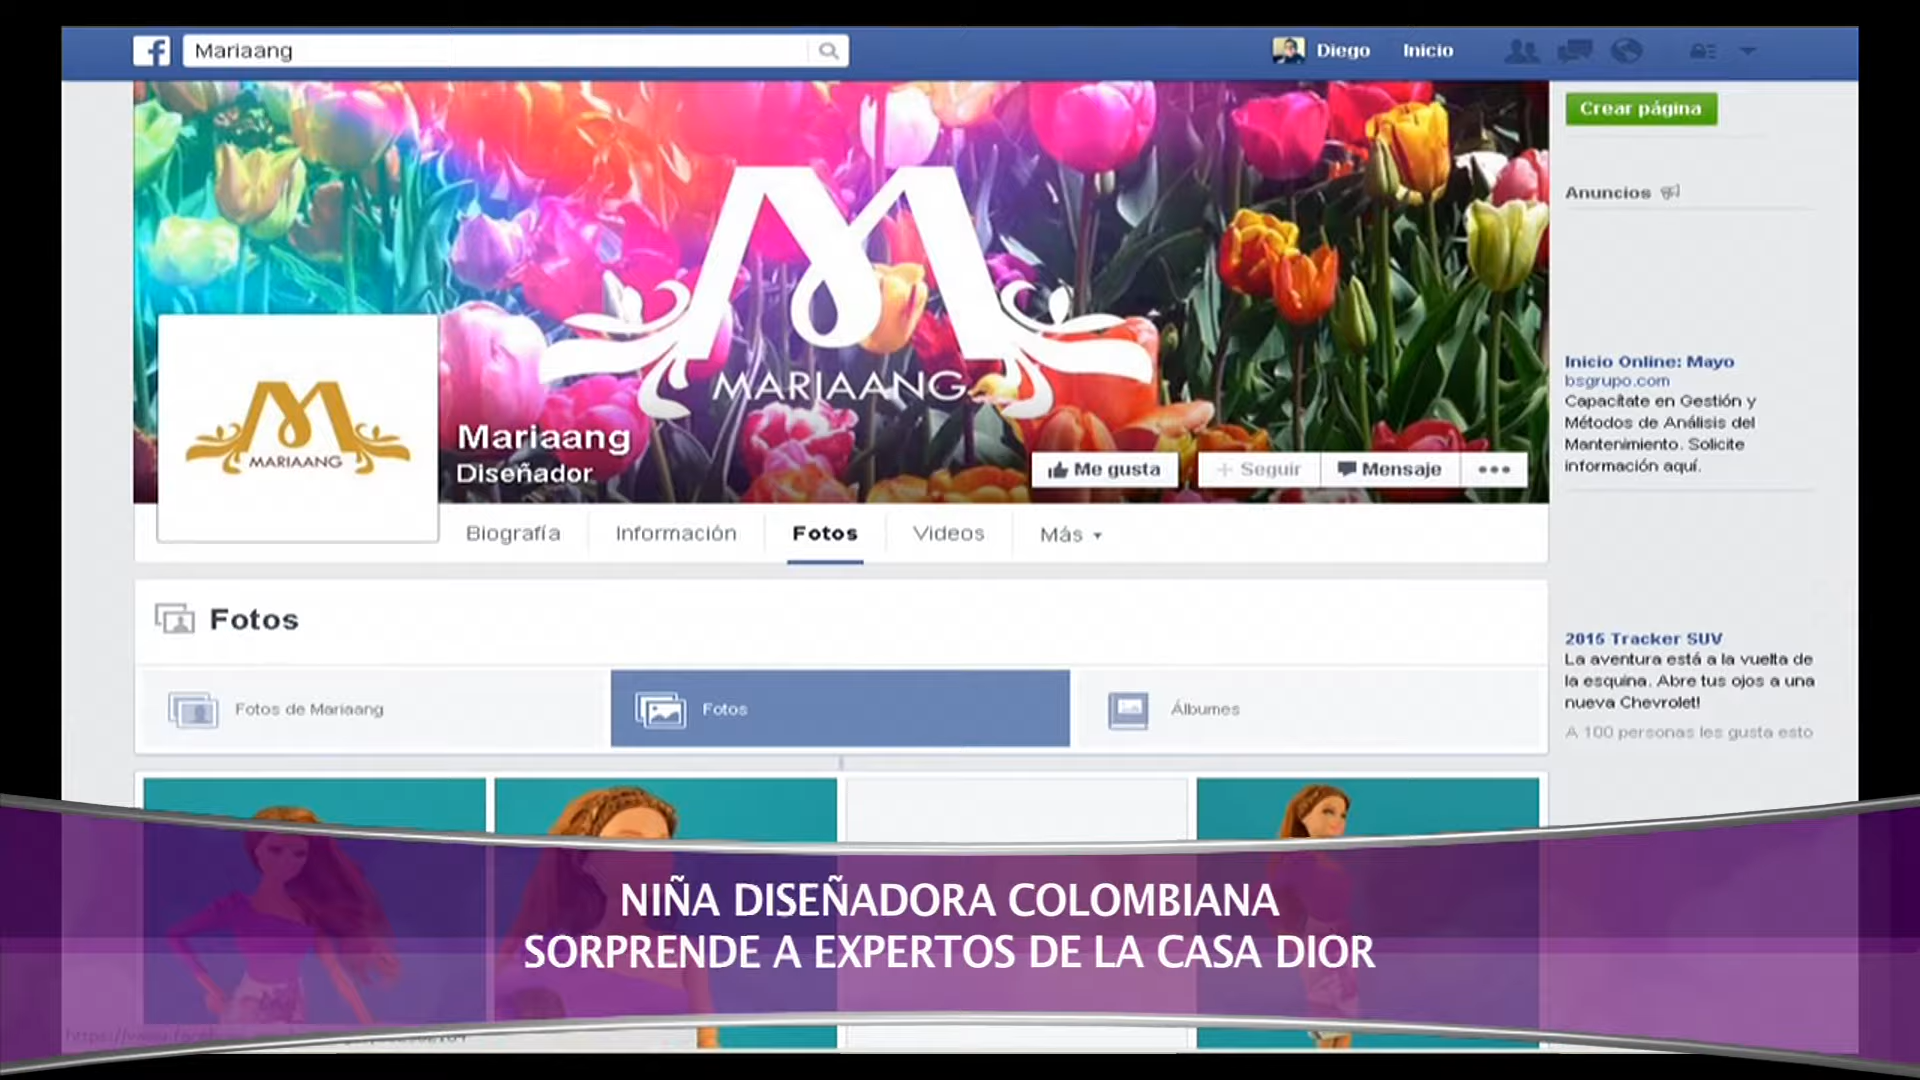 Mariaang
Diego
Inicio
Crear página
Anuncios
MARIAANG
MARIAANG
Mariaang
Diseñador
Me gusta
+ Seguir
Mensaje
Biografía
Información
Fotos
Videos
Más
Inicio Online: Mayo
bsgrupo.com
Capacítate en Gestión y
Métodos de Análisis del
Mantenimiento. Solicite
información aquí.
Fotos
Fotos de Mariaang
Fotos
Álbumes
2015 Tracker SUV
La aventura está a la vuelta de
la esquina. Abre tus ojos a una
nueva Chevrolet!
A 100 personas les gusta esto
NIÑA DISEÑADORA COLOMBIANA
SORPRENDE A EXPERTOS DE LA CASA DIOR